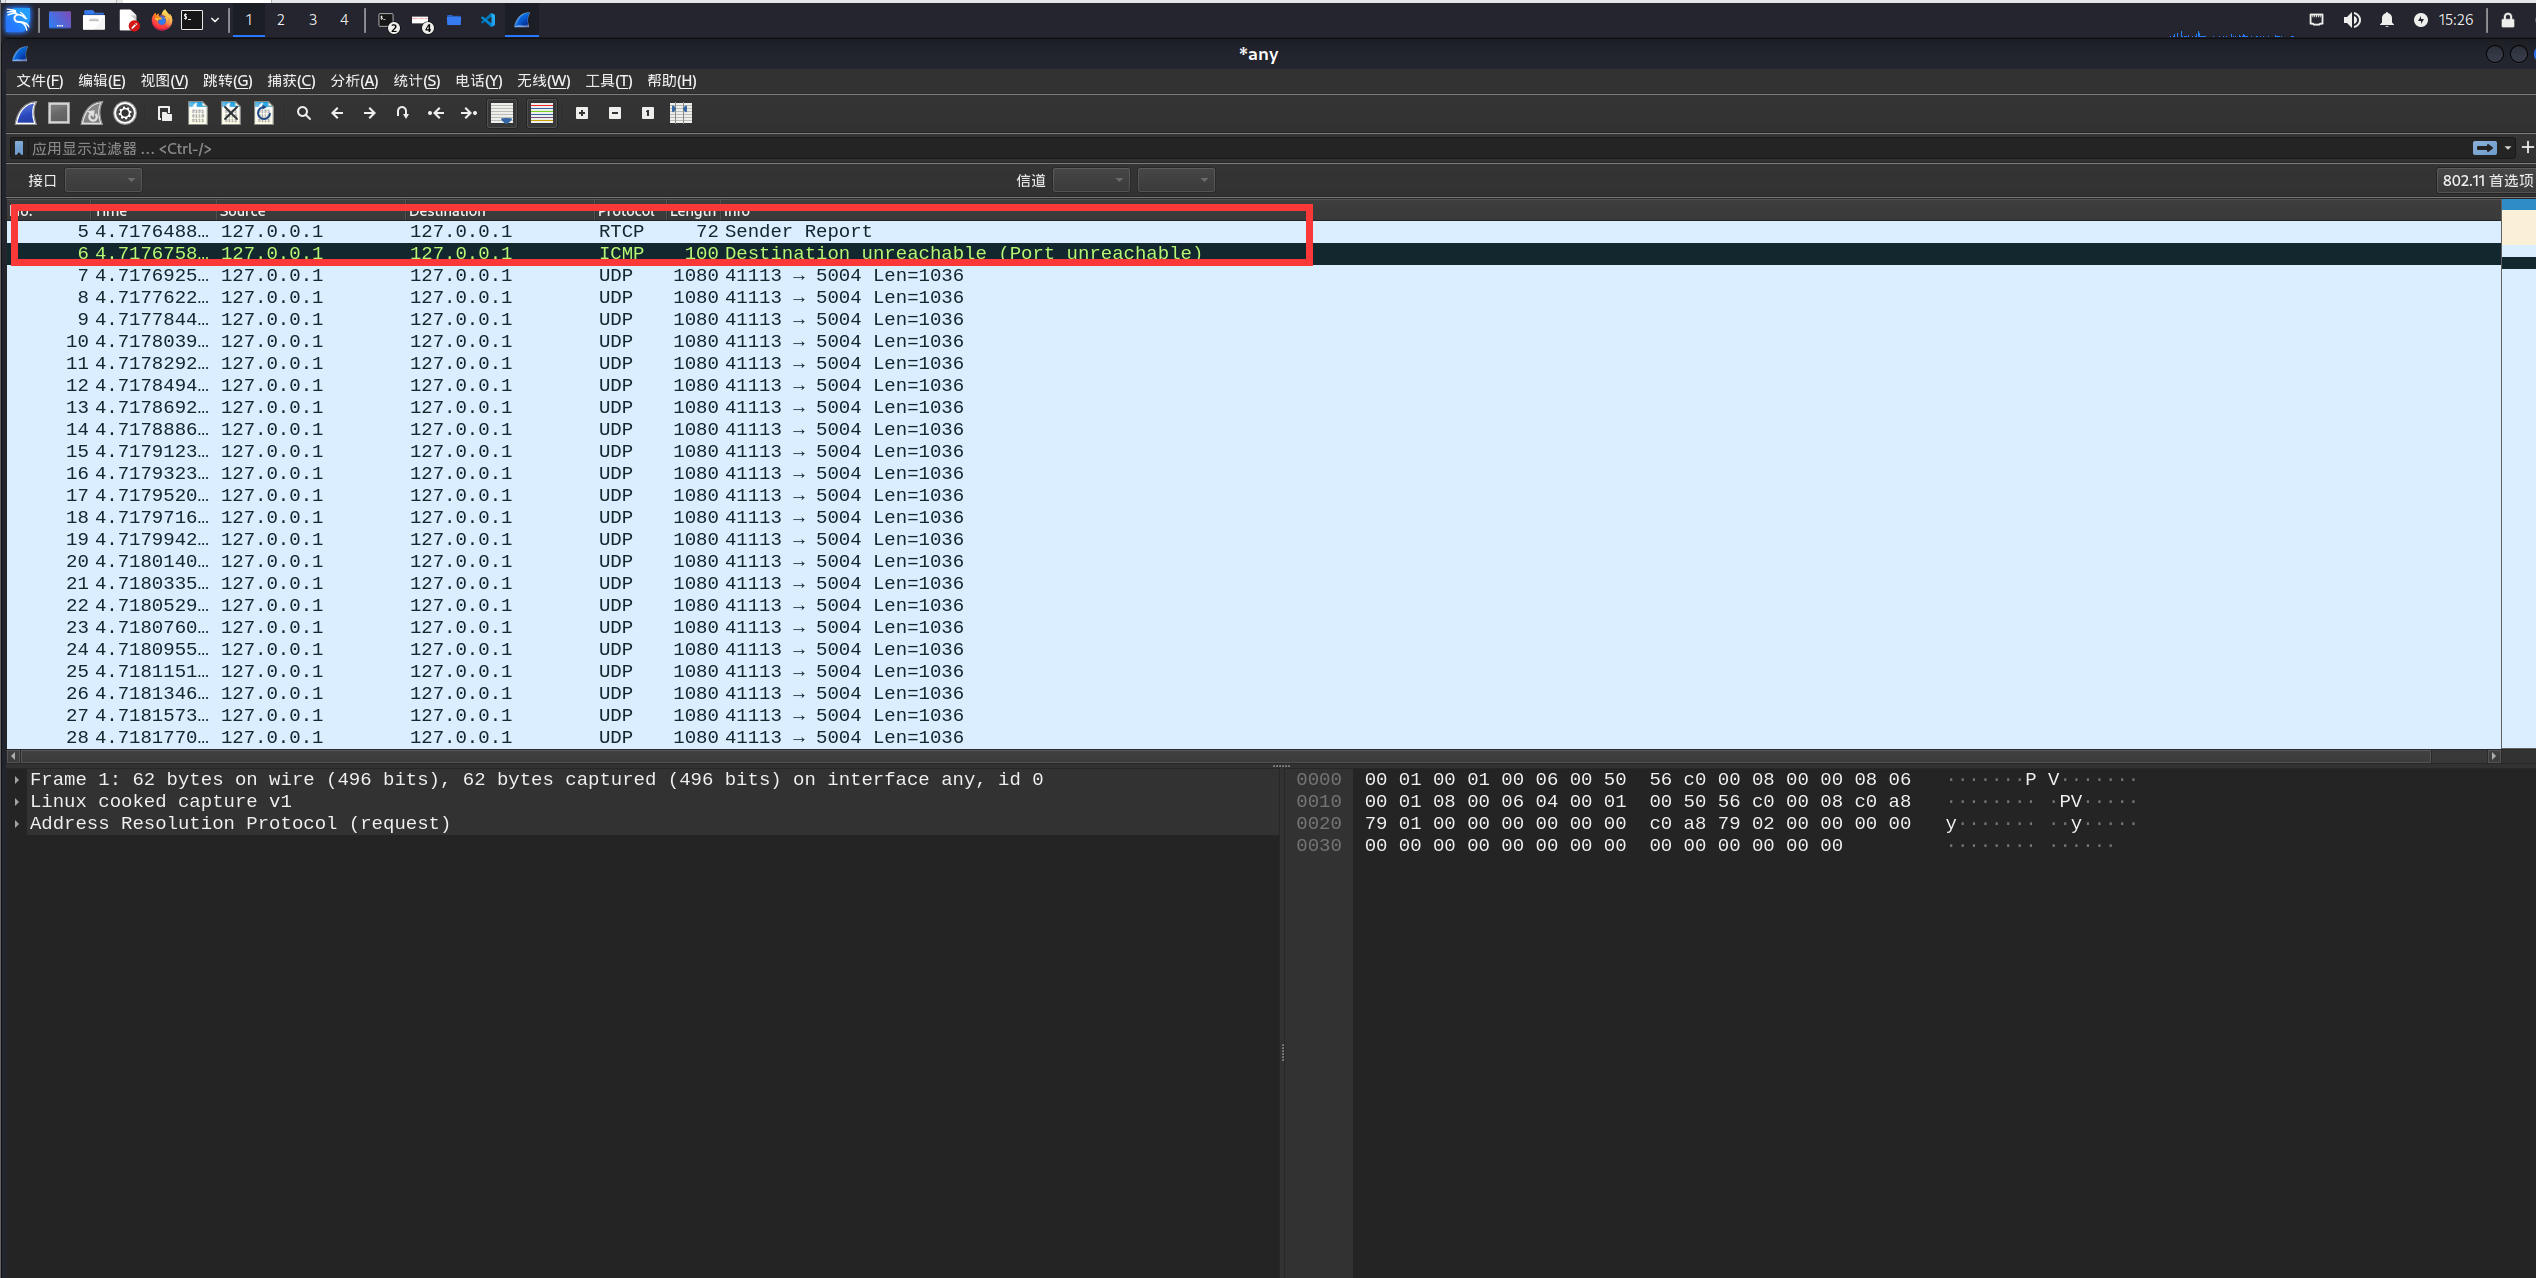 1 2 3 4 2 4 15:26
*any
文件(F) 编辑(E) 视图(V) 跳转(G) 捕获(C) 分析(A) 统计(S) 电话(Y) 无线(W) 工具(T) 帮助(H)
应用显示过滤器 … <Ctrl-/>
接口 信道 802.11 首选项
No. Time Source Destination Protocol Length Info
5 4.7176488… 127.0.0.1 127.0.0.1 RTCP 72 Sender Report
6 4.7176758… 127.0.0.1 127.0.0.1 ICMP 100 Destination unreachable (Port unreachable)
7 4.7176925… 127.0.0.1 127.0.0.1 UDP 1080 41113 → 5004 Len=1036
8 4.7177622… 127.0.0.1 127.0.0.1 UDP 1080 41113 → 5004 Len=1036
9 4.7177844… 127.0.0.1 127.0.0.1 UDP 1080 41113 → 5004 Len=1036
10 4.7178039… 127.0.0.1 127.0.0.1 UDP 1080 41113 → 5004 Len=1036
11 4.7178292… 127.0.0.1 127.0.0.1 UDP 1080 41113 → 5004 Len=1036
12 4.7178494… 127.0.0.1 127.0.0.1 UDP 1080 41113 → 5004 Len=1036
13 4.7178692… 127.0.0.1 127.0.0.1 UDP 1080 41113 → 5004 Len=1036
14 4.7178886… 127.0.0.1 127.0.0.1 UDP 1080 41113 → 5004 Len=1036
15 4.7179123… 127.0.0.1 127.0.0.1 UDP 1080 41113 → 5004 Len=1036
16 4.7179323… 127.0.0.1 127.0.0.1 UDP 1080 41113 → 5004 Len=1036
17 4.7179520… 127.0.0.1 127.0.0.1 UDP 1080 41113 → 5004 Len=1036
18 4.7179716… 127.0.0.1 127.0.0.1 UDP 1080 41113 → 5004 Len=1036
19 4.7179942… 127.0.0.1 127.0.0.1 UDP 1080 41113 → 5004 Len=1036
20 4.7180140… 127.0.0.1 127.0.0.1 UDP 1080 41113 → 5004 Len=1036
21 4.7180335… 127.0.0.1 127.0.0.1 UDP 1080 41113 → 5004 Len=1036
22 4.7180529… 127.0.0.1 127.0.0.1 UDP 1080 41113 → 5004 Len=1036
23 4.7180760… 127.0.0.1 127.0.0.1 UDP 1080 41113 → 5004 Len=1036
24 4.7180955… 127.0.0.1 127.0.0.1 UDP 1080 41113 → 5004 Len=1036
25 4.7181151… 127.0.0.1 127.0.0.1 UDP 1080 41113 → 5004 Len=1036
26 4.7181346… 127.0.0.1 127.0.0.1 UDP 1080 41113 → 5004 Len=1036
27 4.7181573… 127.0.0.1 127.0.0.1 UDP 1080 41113 → 5004 Len=1036
28 4.7181770… 127.0.0.1 127.0.0.1 UDP 1080 41113 → 5004 Len=1036
Frame 1: 62 bytes on wire (496 bits), 62 bytes captured (496 bits) on interface any, id 0
Linux cooked capture v1
Address Resolution Protocol (request)
0000 00 01 00 01 00 06 00 50 56 c0 00 08 00 00 08 06 ·······P V·······
0010 00 01 08 00 06 04 00 01 00 50 56 c0 00 08 c0 a8 ········ ·PV·····
0020 79 01 00 00 00 00 00 00 c0 a8 79 02 00 00 00 00 y······· ··y·····
0030 00 00 00 00 00 00 00 00 00 00 00 00 00 00 ········ ······